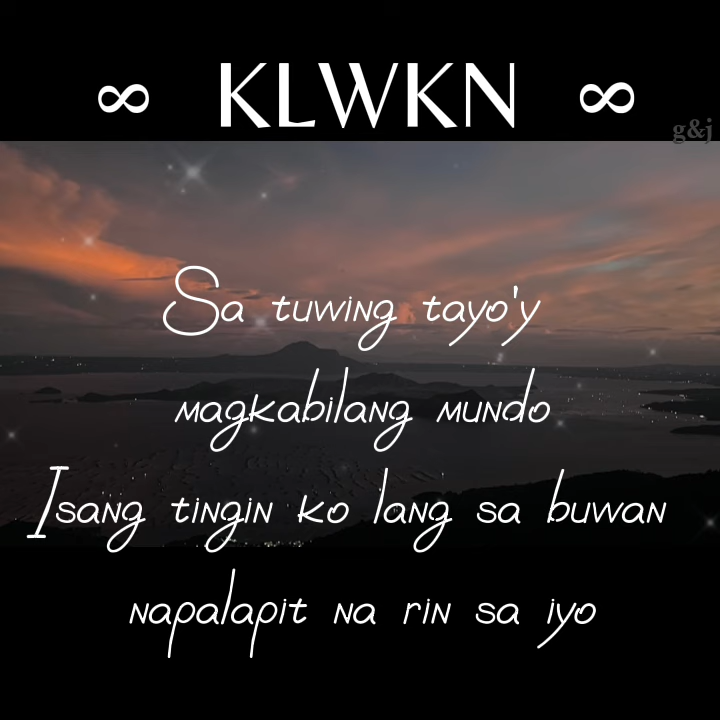 ∞ KLWKN ∞
g&j
Sa tuwing tayo'y
magkabilang mundo
Isang tingin ko lang sa buwan
napalapit na rin sa iyo